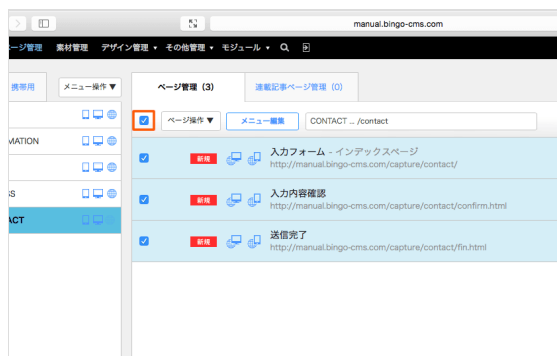 manual.bingo-cms.com
ージ管理 素材管理 デザイン管理 ▾ その他管理 ▾ モジュール ▾
携帯用 メニュー操作 ▼
ページ管理 (3) 連載記事ページ管理 (0)
ページ操作 ▼ メニュー編集 CONTACT .. /contact
入力フォーム - インデックスページ
新規
http://manual.bingo-cms.com/capture/contact/
MATION
入力内容確認
新規
http://manual.bingo-cms.com/capture/contact/confirm.html
SS
ACT
送信完了
新規
http://manual.bingo-cms.com/capture/contact/fin.html